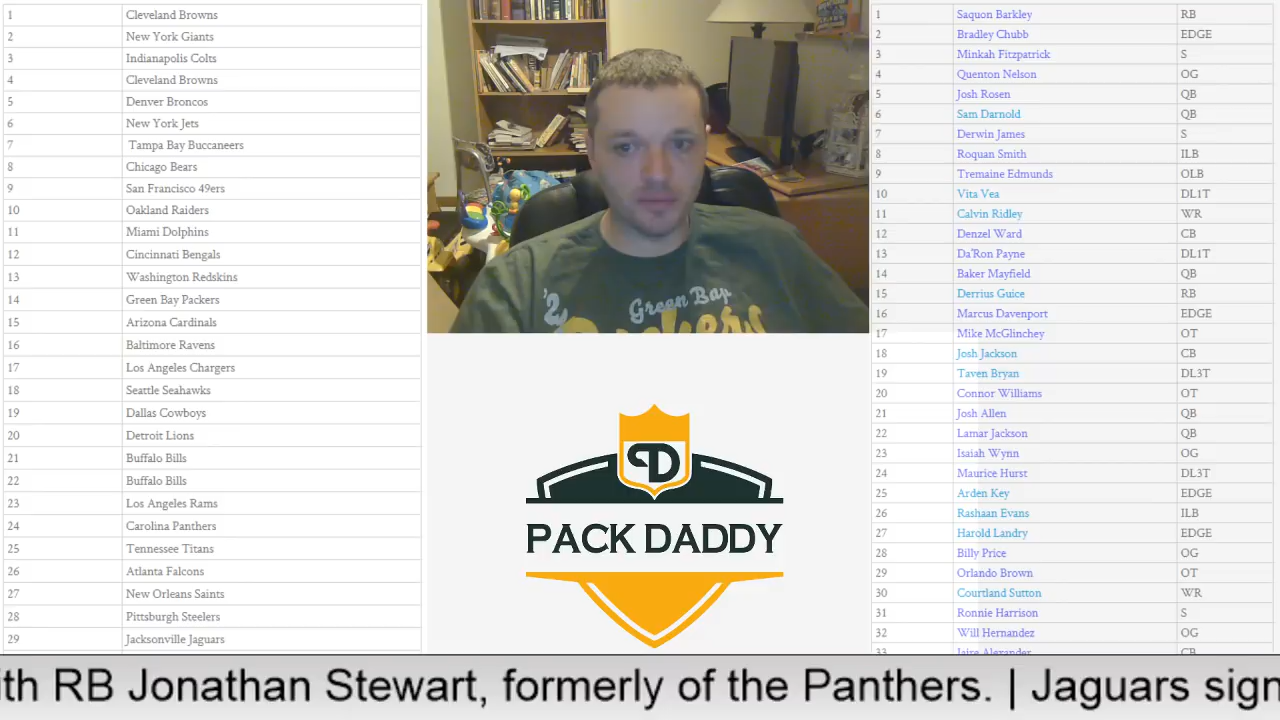 1 Cleveland Browns
2 New York Giants
3 Indianapolis Colts
4 Cleveland Browns
5 Denver Broncos
6 New York Jets
7 Tampa Bay Buccaneers
8 Chicago Bears
9 San Francisco 49ers
10 Oakland Raiders
11 Miami Dolphins
12 Cincinnati Bengals
13 Washington Redskins
14 Green Bay Packers
15 Arizona Cardinals
16 Baltimore Ravens
17 Los Angeles Chargers
18 Seattle Seahawks
19 Dallas Cowboys
20 Detroit Lions
21 Buffalo Bills
22 Buffalo Bills
23 Los Angeles Rams
24 Carolina Panthers
25 Tennessee Titans
26 Atlanta Falcons
27 New Orleans Saints
28 Pittsburgh Steelers
29 Jacksonville Jaguars
'2
Green Bay
Packers
PD
PACK DADDY
1 Saquon Barkley RB
2 Bradley Chubb EDGE
3 Minkah Fitzpatrick S
4 Quenton Nelson OG
5 Josh Rosen QB
6 Sam Darnold QB
7 Derwin James S
8 Roquan Smith ILB
9 Tremaine Edmunds OLB
10 Vita Vea DL1T
11 Calvin Ridley WR
12 Denzel Ward CB
13 Da'Ron Payne DL1T
14 Baker Mayfield QB
15 Derrius Guice RB
16 Marcus Davenport EDGE
17 Mike McGlinchey OT
18 Josh Jackson CB
19 Taven Bryan DL3T
20 Connor Williams OT
21 Josh Allen QB
22 Lamar Jackson QB
23 Isaiah Wynn OG
24 Maurice Hurst DL3T
25 Arden Key EDGE
26 Rashaan Evans ILB
27 Harold Landry EDGE
28 Billy Price OG
29 Orlando Brown OT
30 Courtland Sutton WR
31 Ronnie Harrison S
32 Will Hernandez OG
33 Jaire Alexander CB
ith RB Jonathan Stewart, formerly of the Panthers. | Jaguars sign